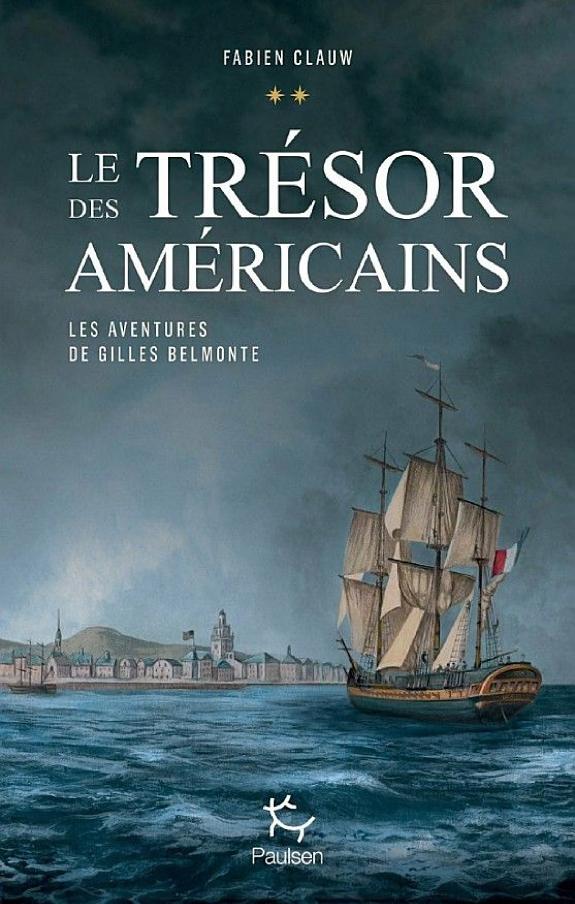 FABIEN CLAUW
LE TRÉSOR
DES
AMÉRICAINS
LES AVENTURES
DE GILLES BELMONTE
Paulsen